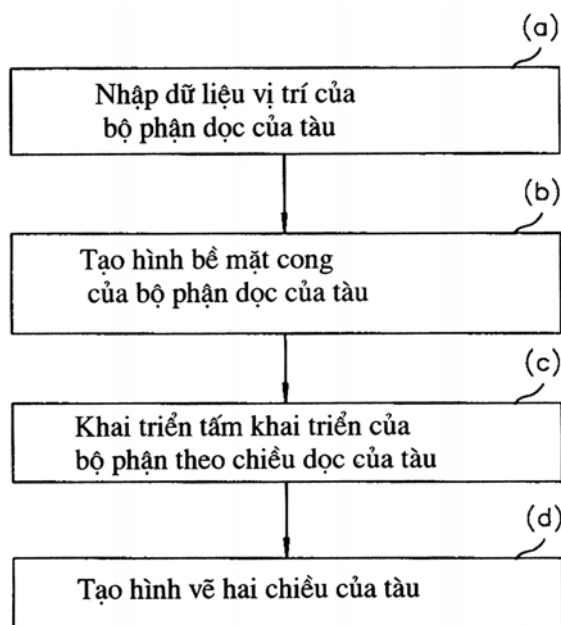 (a)
Nhập dữ liệu vị trí của
bộ phận dọc của tàu
(b)
Tạo hình bề mặt cong
của bộ phận dọc của tàu
(c)
Khai triển tấm khai triển của
bộ phận theo chiều dọc của tàu
(d)
Tạo hình vẽ hai chiều của tàu